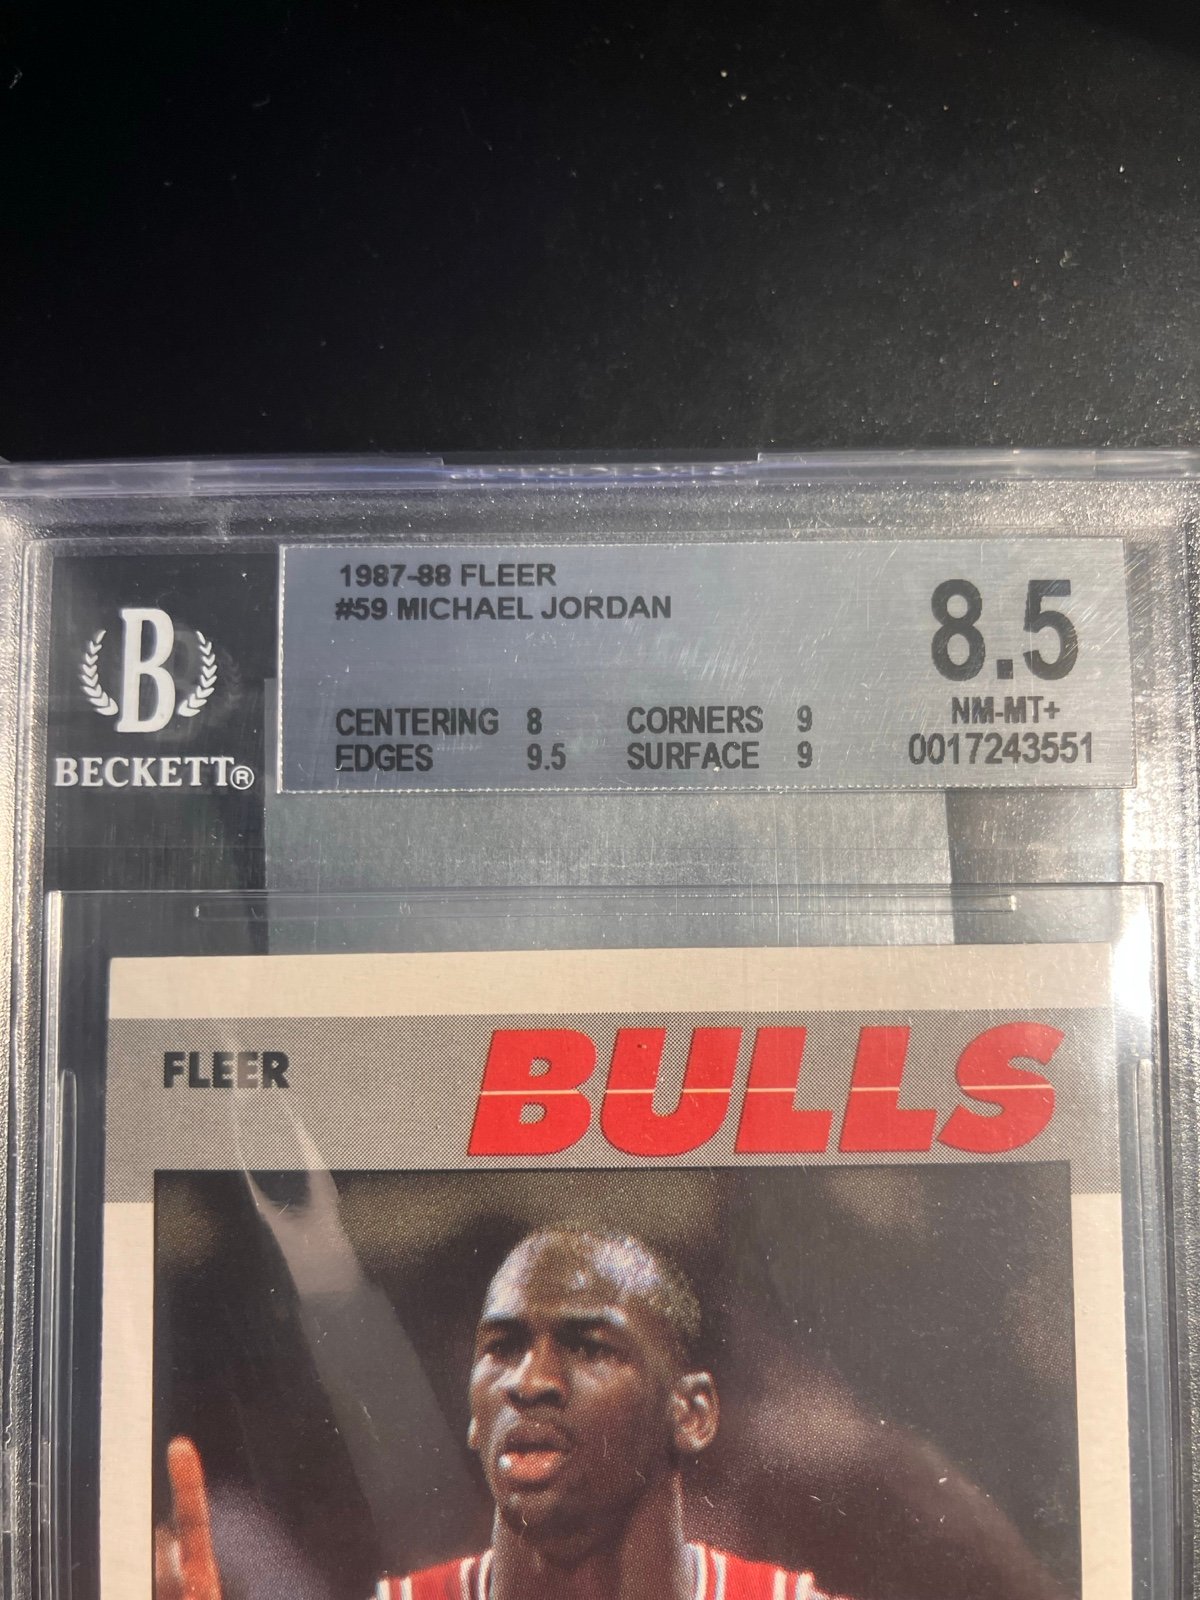 1987-88 FLEER
#59 MICHAEL JORDAN
8.5
NM-MT+
0017243551
CENTERING 8 CORNERS 9
EDGES 9.5 SURFACE 9
B
BECKETT®
FLEER
BULLS